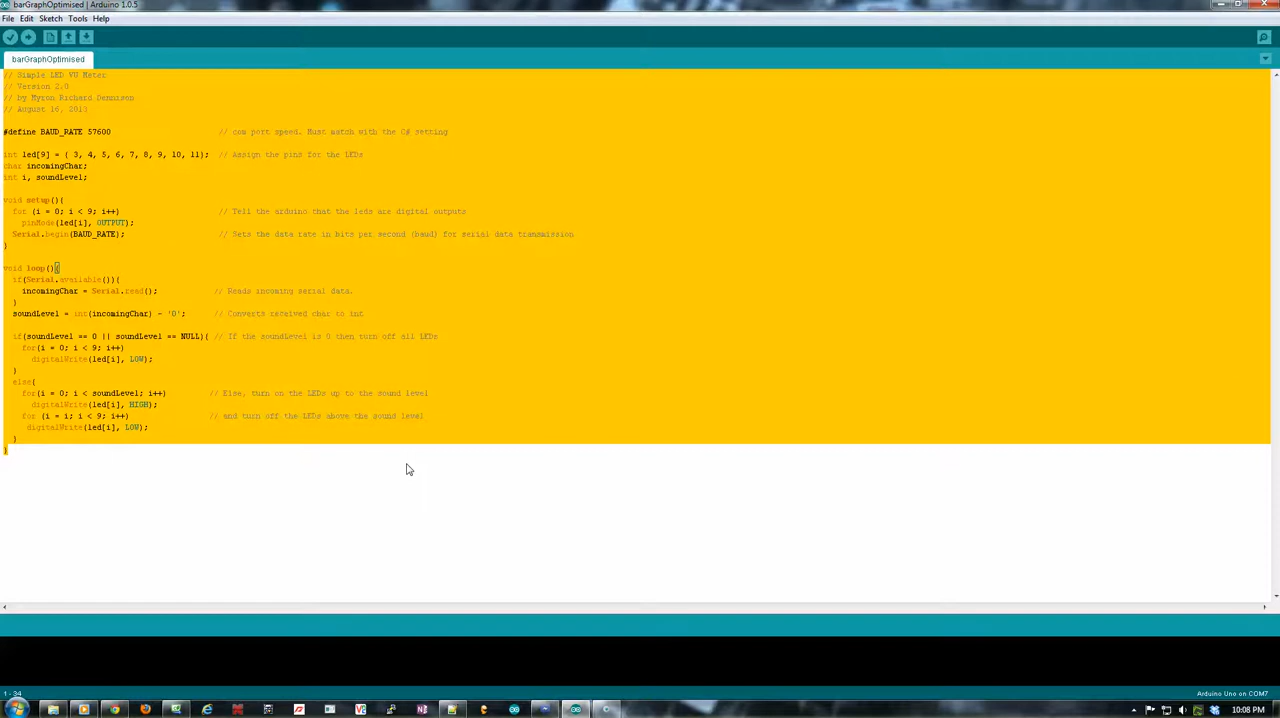 barGraphOptimised | Arduino 1.0.5
File Edit Sketch Tools Help
barGraphOptimised
// Simple LED VU Meter
// Version 2.0
// by Myron Richard Dennison
// August 16, 2013
#define BAUD_RATE 57600 // com port speed. Must match with the C# setting
int led[9] = { 3, 4, 5, 6, 7, 8, 9, 10, 11}; // Assign the pins for the LEDs
char incomingChar;
int i, soundLevel;
void setup(){
for (i = 0; i < 9; i++) // Tell the arduino that the leds are digital outputs
pinMode(led[i], OUTPUT);
Serial.begin(BAUD_RATE); // Sets the data rate in bits per second (baud) for serial data transmission
}
void loop(){
if(Serial.available()){
incomingChar = Serial.read(); // Reads incoming serial data.
}
soundLevel = int(incomingChar) - '0'; // Converts received char to int
if(soundLevel == 0 || soundLevel == NULL){ // If the soundLevel is 0 then turn off all LEDs
for(i = 0; i < 9; i++)
digitalWrite(led[i], LOW);
}
else{
for(i = 0; i < soundLevel; i++) // Else, turn on the LEDs up to the sound level
digitalWrite(led[i], HIGH);
for (i = i; i < 9; i++) // and turn off the LEDs above the sound level
digitalWrite(led[i], LOW);
}
}
1 - 34
Arduino Uno on COM7
10:08 PM